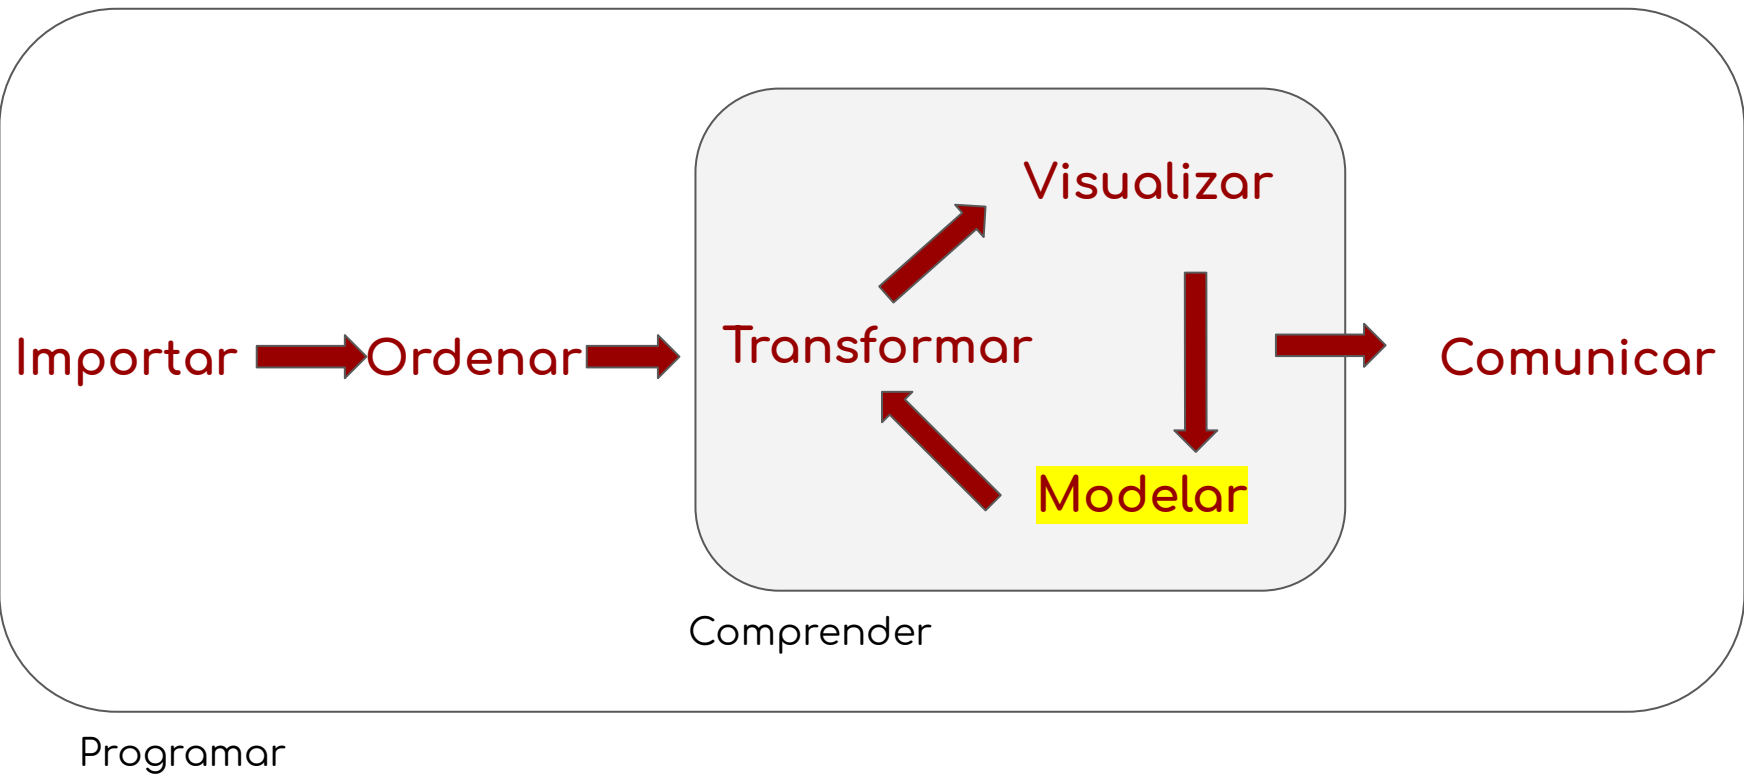 Visualizar
Importar
Ordenar
Transformar
Comunicar
Modelar
Comprender
Programar